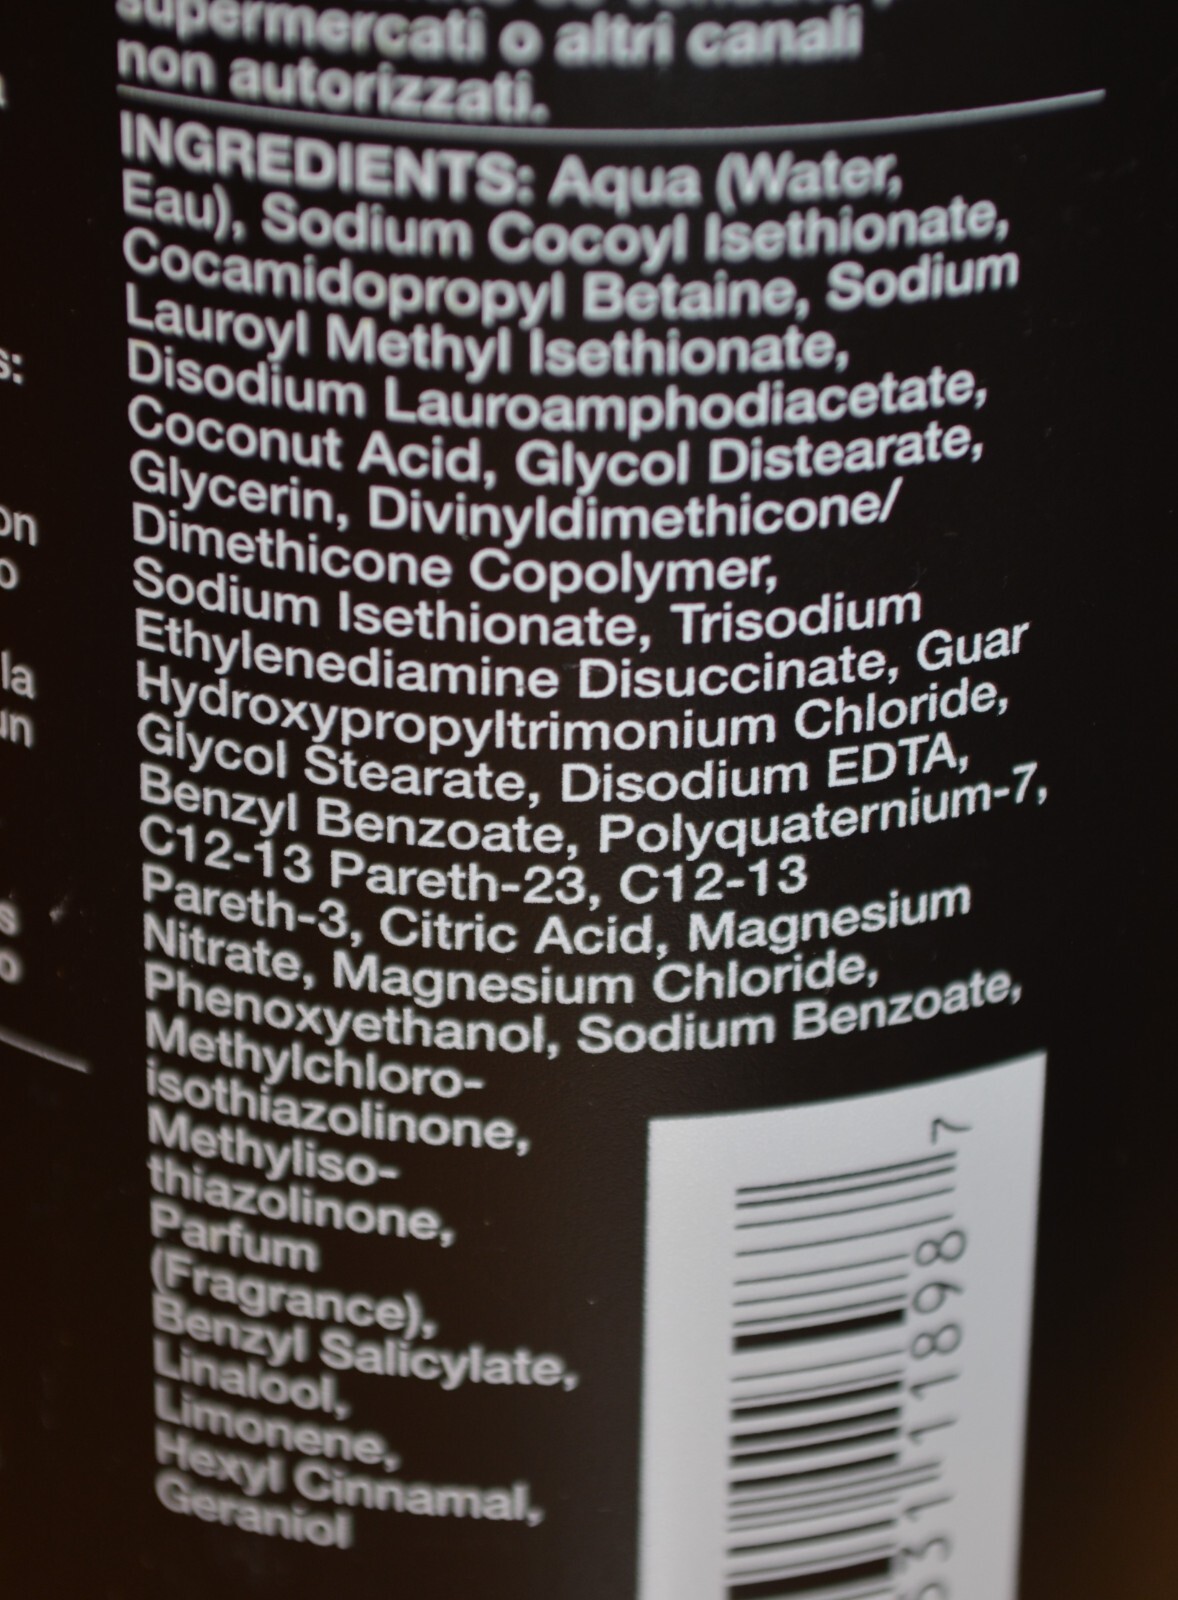 supermercati o altri canali
non autorizzati.
INGREDIENTS: Aqua (Water,
Eau), Sodium Cocoyl Isethionate,
Cocamidopropyl Betaine, Sodium
Lauroyl Methyl Isethionate,
Disodium Lauroamphodiacetate,
Coconut Acid, Glycol Distearate,
Glycerin, Divinyldimethicone/
Dimethicone Copolymer,
Sodium Isethionate, Trisodium
Ethylenediamine Disuccinate, Guar
Hydroxypropyltrimonium Chloride,
Glycol Stearate, Disodium EDTA,
Benzyl Benzoate, Polyquaternium-7,
C12-13 Pareth-23, C12-13
Pareth-3, Citric Acid, Magnesium
Nitrate, Magnesium Chloride,
Phenoxyethanol, Sodium Benzoate,
Methylchloro-
isothiazolinone,
Methyliso-
thiazolinone,
Parfum
(Fragrance),
Benzyl Salicylate,
Linalool,
Limonene,
Hexyl Cinnamal,
Geraniol
31118987